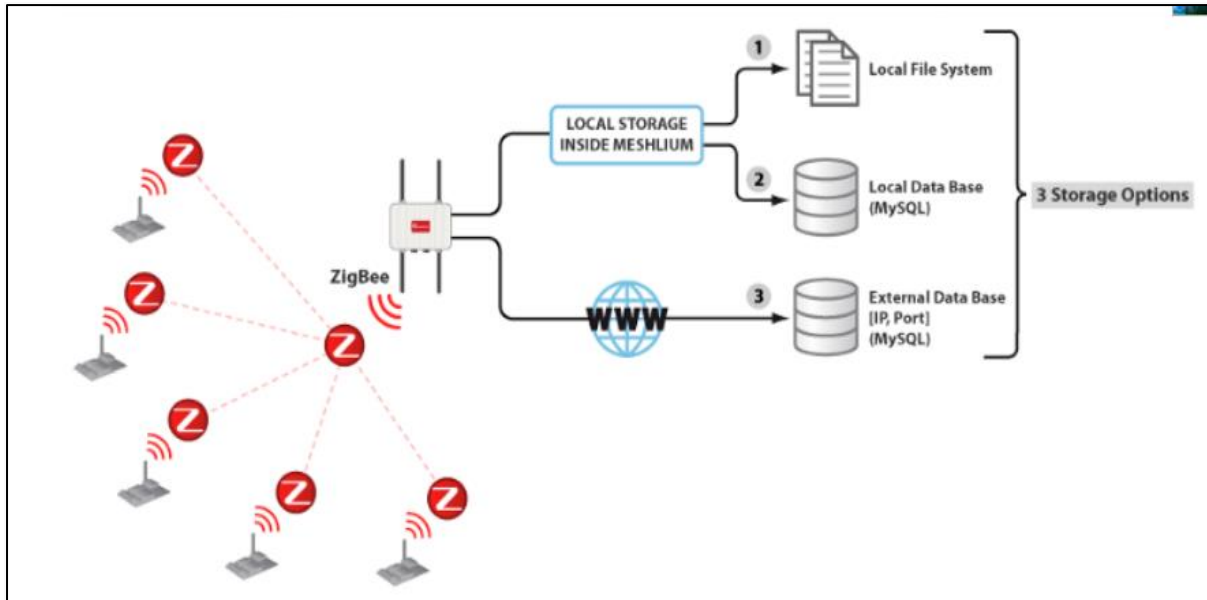 1
Local File System
LOCAL STORAGE
INSIDE MESHLIUM
2
Local Data Base
(MySQL)
3 Storage Options
ZigBee
WWW
3
External Data Base
[IP, Port]
(MySQL)
Z
Z
Z
Z
Z
Z